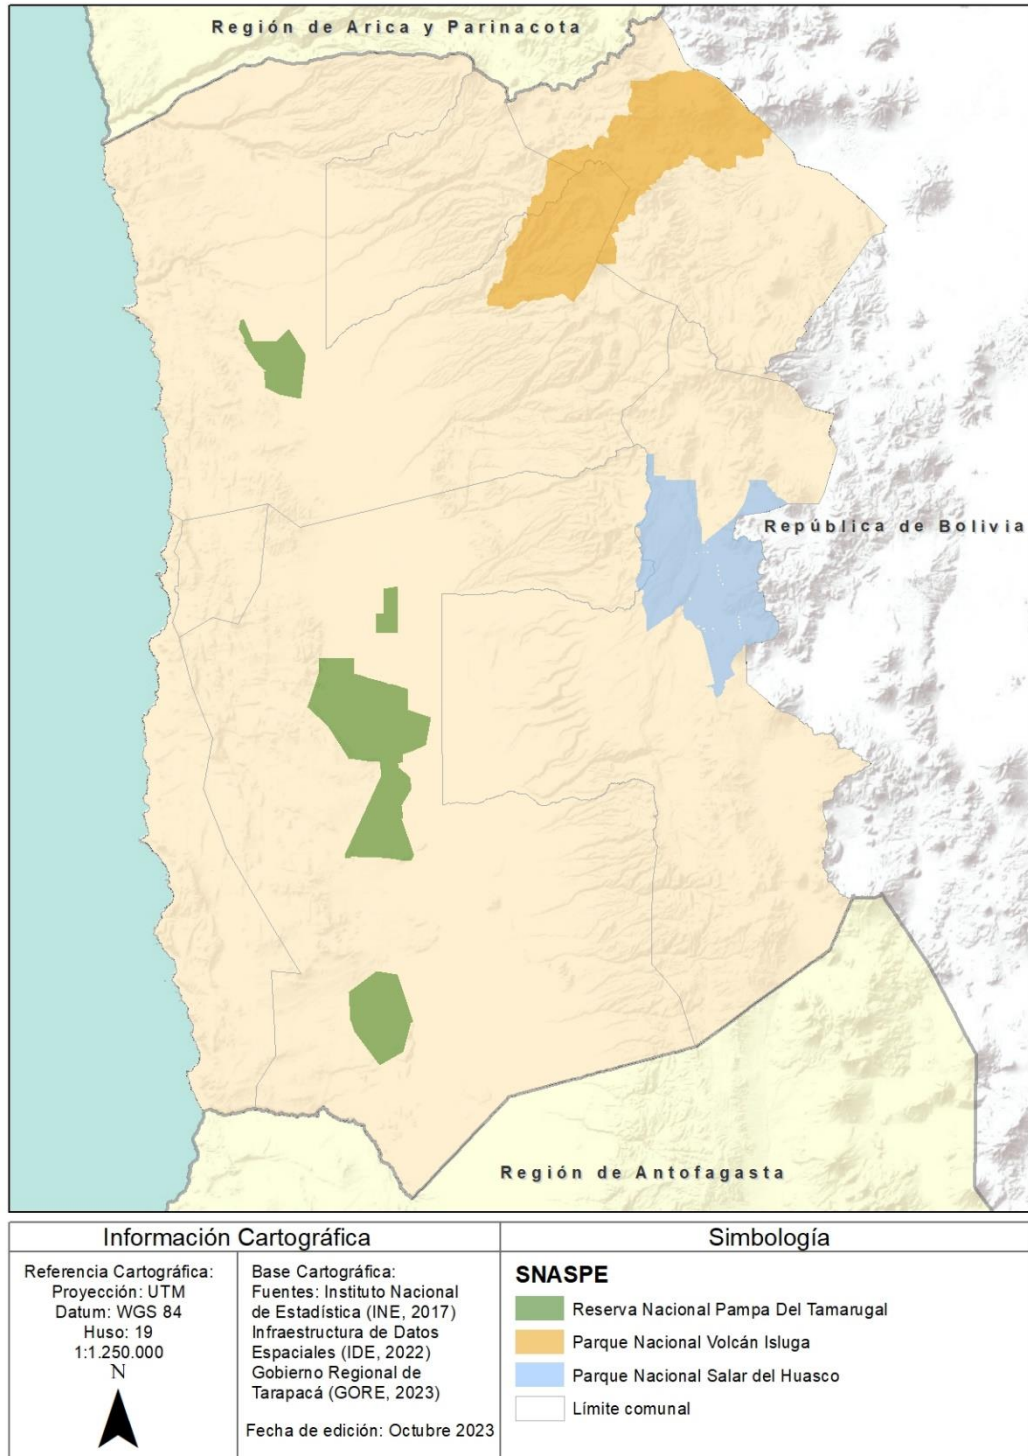 Región de Arica y Parinacota
República de Bolivia
Región de Antofagasta
Información Cartográfica
Referencia Cartográfica:
Proyección: UTM
Datum: WGS 84
Huso: 19
1:1.250.000
N
Base Cartográfica:
Fuentes: Instituto Nacional
de Estadística (INE, 2017)
Infraestructura de Datos
Espaciales (IDE, 2022)
Gobierno Regional de
Tarapacá (GORE, 2023)
Fecha de edición: Octubre 2023
Simbología
SNASPE
Reserva Nacional Pampa Del Tamarugal
Parque Nacional Volcán Isluga
Parque Nacional Salar del Huasco
Límite comunal